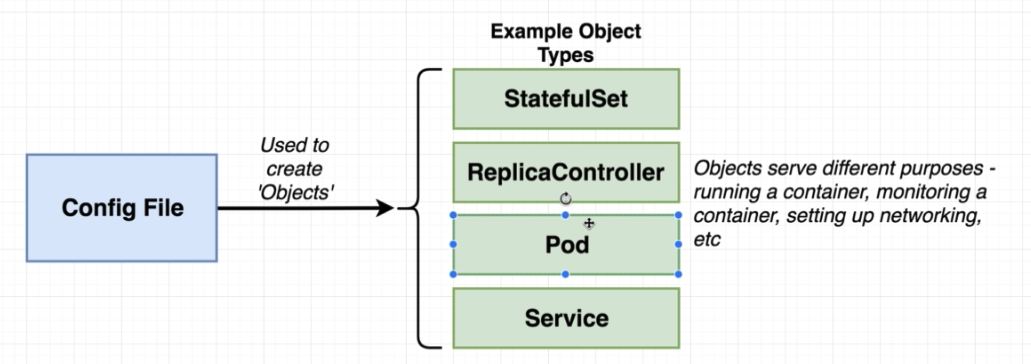 Example Object
Types
StatefulSet
Used to
create
'Objects'
ReplicaController
Config File
Objects serve different purposes -
running a container, monitoring a
container, setting up networking,
etc
Pod
Service